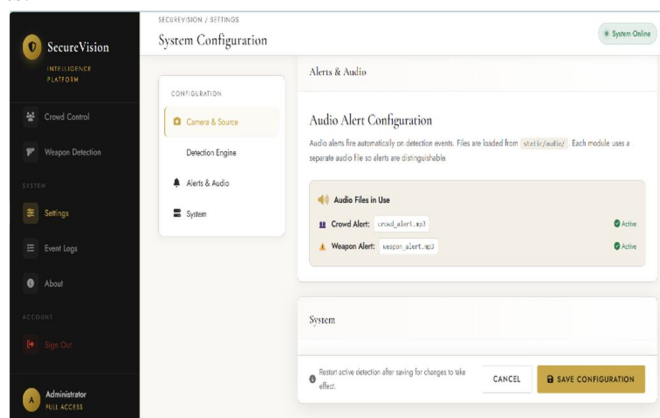 SecureVision
INTELLIGENCE
PLATFORM
Crowd Control
Weapon Detection
SYSTEM
Settings
Event Logs
About
ACCOUNT
Sign Out
A
Administrator
FULL ACCESS
SECUREVISION / SETTINGS
System Configuration
System Online
CONFIGURATION
Camera & Source
Detection Engine
Alerts & Audio
System
Alerts & Audio
Audio Alert Configuration
Audio alerts fire automatically on detection events. Files are loaded from static/audio/ . Each module uses a
separate audio file so alerts are distinguishable.
Audio Files in Use
Crowd Alert: crowd_alert.mp3 Active
Weapon Alert: weapon_alert.mp3 Active
System
Restart active detection after saving for changes to take
effect.
CANCEL
SAVE CONFIGURATION